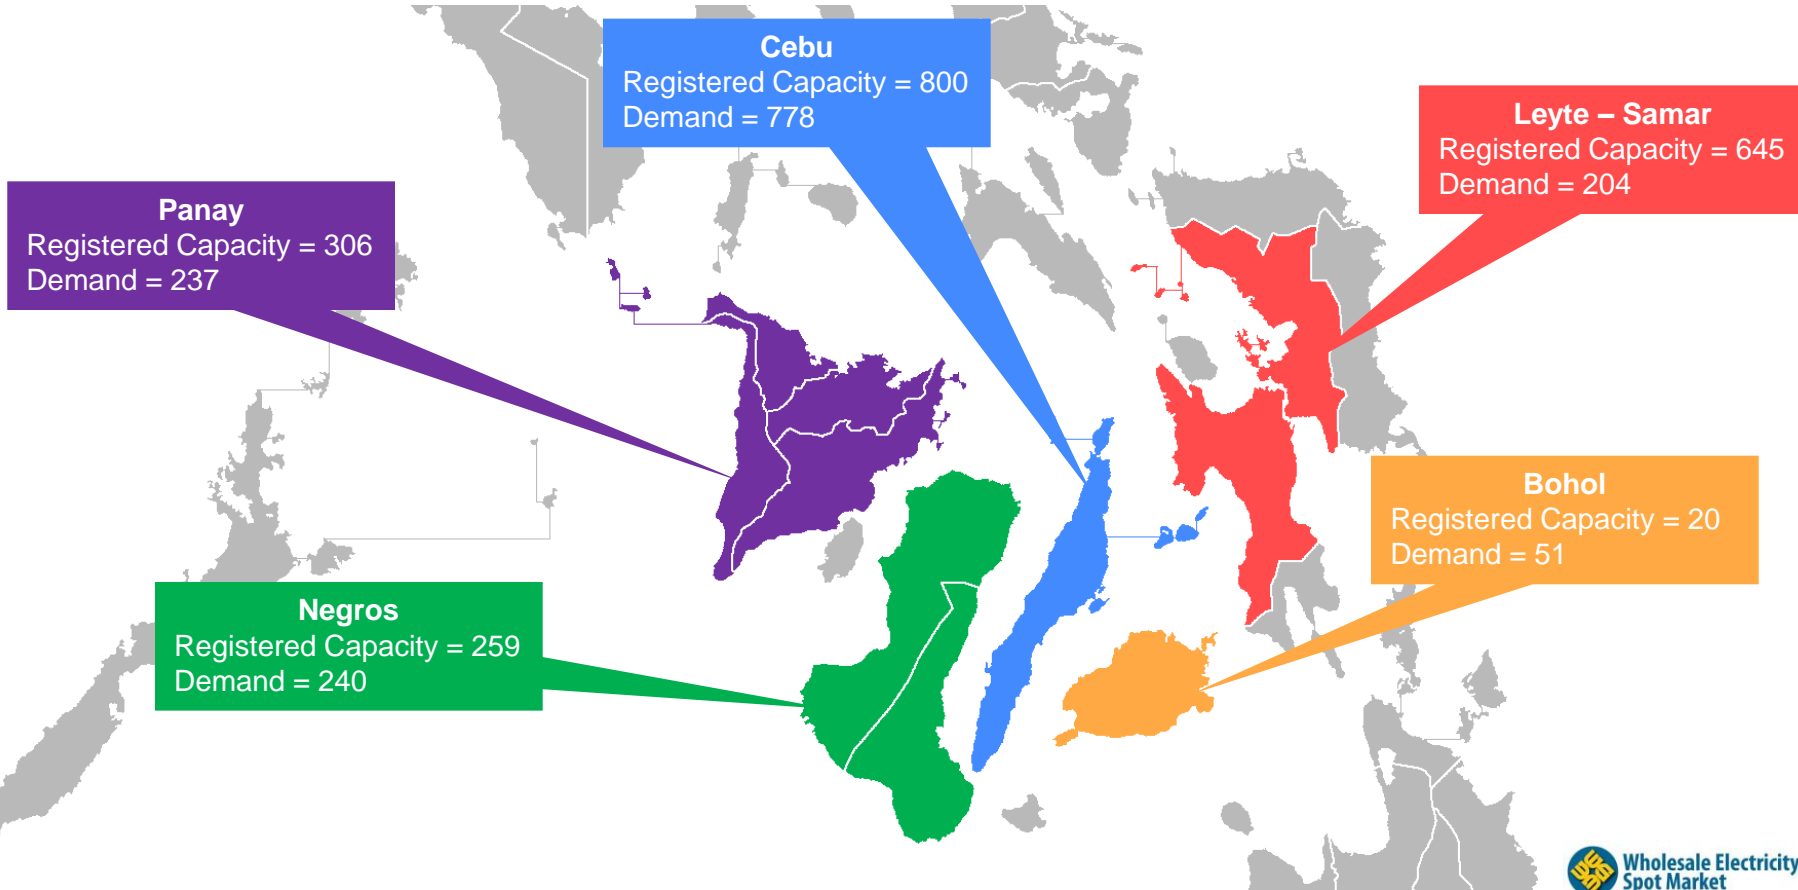 Cebu
Registered Capacity = 800
Demand = 778
Leyte – Samar
Registered Capacity = 645
Demand = 204
Panay
Registered Capacity = 306
Demand = 237
Bohol
Registered Capacity = 20
Demand = 51
Negros
Registered Capacity = 259
Demand = 240
Wholesale Electricity
Spot Market